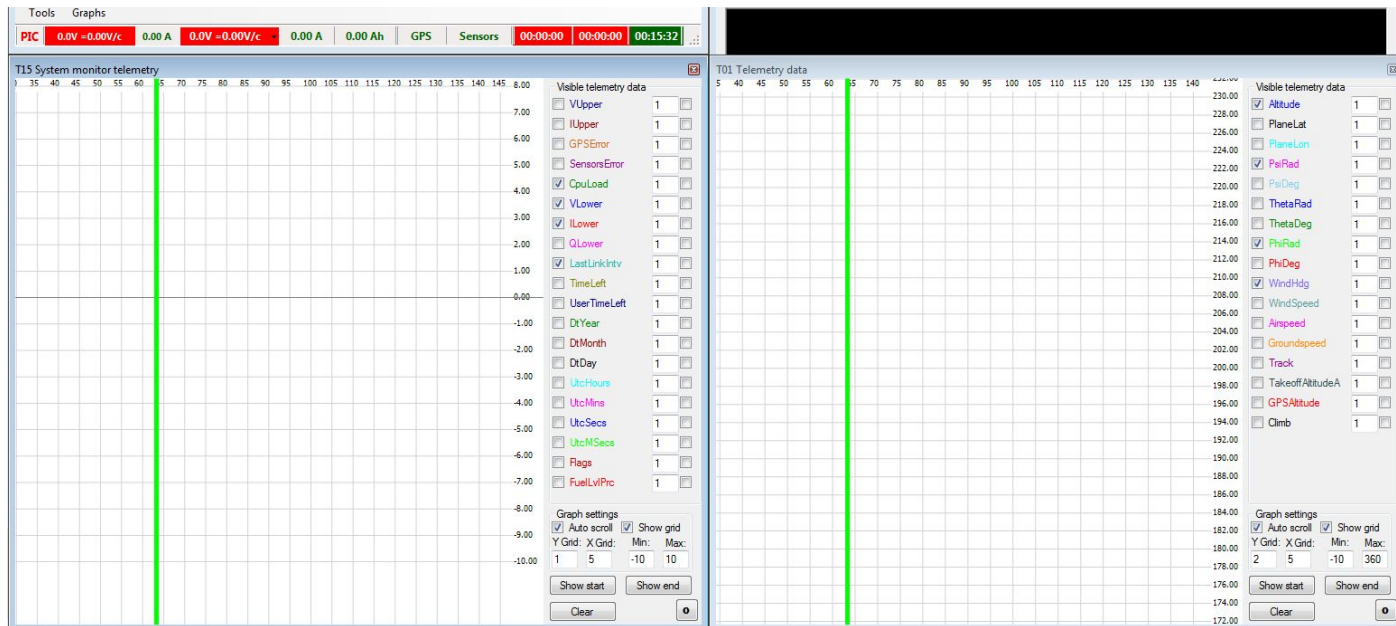 Tools Graphs
PIC 0.0V =0.00V/c 0.00 A 0.0V =0.00V/c 0.00 A 0.00 Ah GPS Sensors 00:00:00 00:00:00 00:15:32
T15 System monitor telemetry
35 40 45 50 55 60 65 70 75 80 85 90 95 100 105 110 115 120 125 130 135 140 145
8.00
7.00
6.00
5.00
4.00
3.00
2.00
1.00
0.00
-1.00
-2.00
-3.00
-4.00
-5.00
-6.00
-7.00
-8.00
-9.00
-10.00
Visible telemetry data
VUpper 1
IUpper 1
GPSError 1
SensorsError 1
CpuLoad 1
VLower 1
ILower 1
QLower 1
LastLinkIntv 1
TimeLeft 1
UserTimeLeft 1
DtYear 1
DtMonth 1
DtDay 1
UtcHours 1
UtcMins 1
UtcSecs 1
UtcMSecs 1
Flags 1
FuelLvlPrc 1
Graph settings
Auto scroll Show grid
Y Grid: X Grid: Min: Max:
1 5 -10 10
Show start Show end
Clear 0
T01 Telemetry data
5 40 45 50 55 60 65 70 75 80 85 90 95 100 105 110 115 120 125 130 135 140
232.00
230.00
228.00
226.00
224.00
222.00
220.00
218.00
216.00
214.00
212.00
210.00
208.00
206.00
204.00
202.00
200.00
198.00
196.00
194.00
192.00
190.00
188.00
186.00
184.00
182.00
180.00
178.00
176.00
174.00
172.00
Visible telemetry data
Altitude 1
PlaneLat 1
PlaneLon 1
PsiRad 1
PsiDeg 1
ThetaRad 1
ThetaDeg 1
PhiRad 1
PhiDeg 1
WindHdg 1
WindSpeed 1
Airspeed 1
Groundspeed 1
Track 1
TakeoffAltitudeA 1
GPSAltitude 1
Climb 1
Graph settings
Auto scroll Show grid
Y Grid: X Grid: Min: Max:
2 5 -10 360
Show start Show end
Clear 0